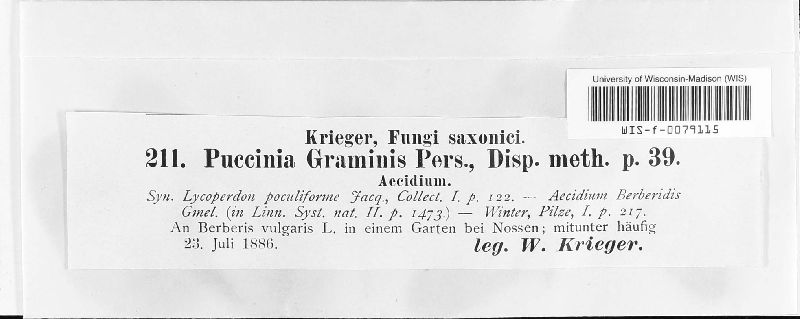 University of Wisconsin-Madison (WIS)
WIS-f-0079115
Krieger, Fungi saxonici.
211. Puccinia Graminis Pers., Disp. meth. p. 39.
Aecidium.
Syn. Lycoperdon poculiforme Jacq., Collect. I. p. 122. — Aecidium Berberidis
Gmel. (in Linn. Syst. nat. II. p. 1473.) — Winter, Pilze, I. p. 217.
An Berberis vulgaris L. in einem Garten bei Nossen; mitunter häufig
23. Juli 1886.
leg. W. Krieger.